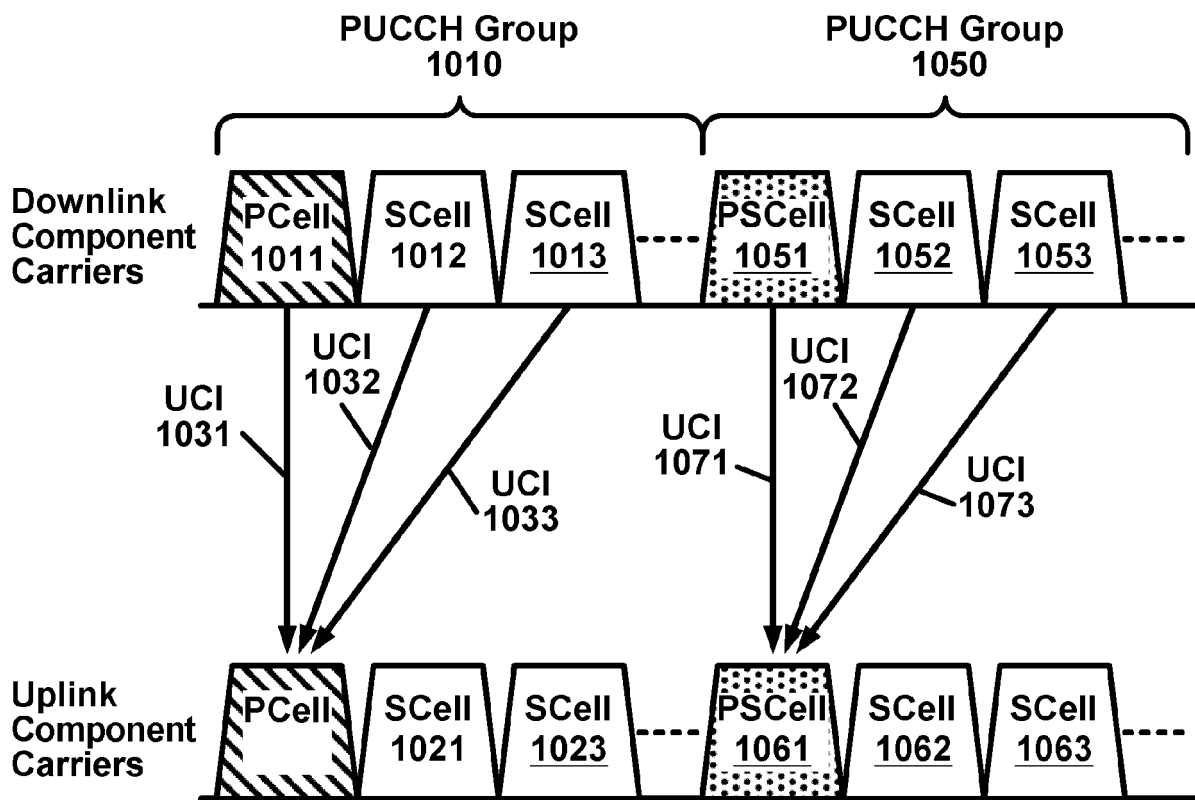 PUCCH Group
1010
PUCCH Group
1050
Downlink
Component
Carriers
PCell
1011
SCell
1012
SCell
1013
PSCell
1051
SCell
1052
SCell
1053
UCI
1031
UCI
1032
UCI
1033
UCI
1071
UCI
1072
UCI
1073
Uplink
Component
Carriers
PCell
SCell
1021
SCell
1023
PSCell
1061
SCell
1062
SCell
1063